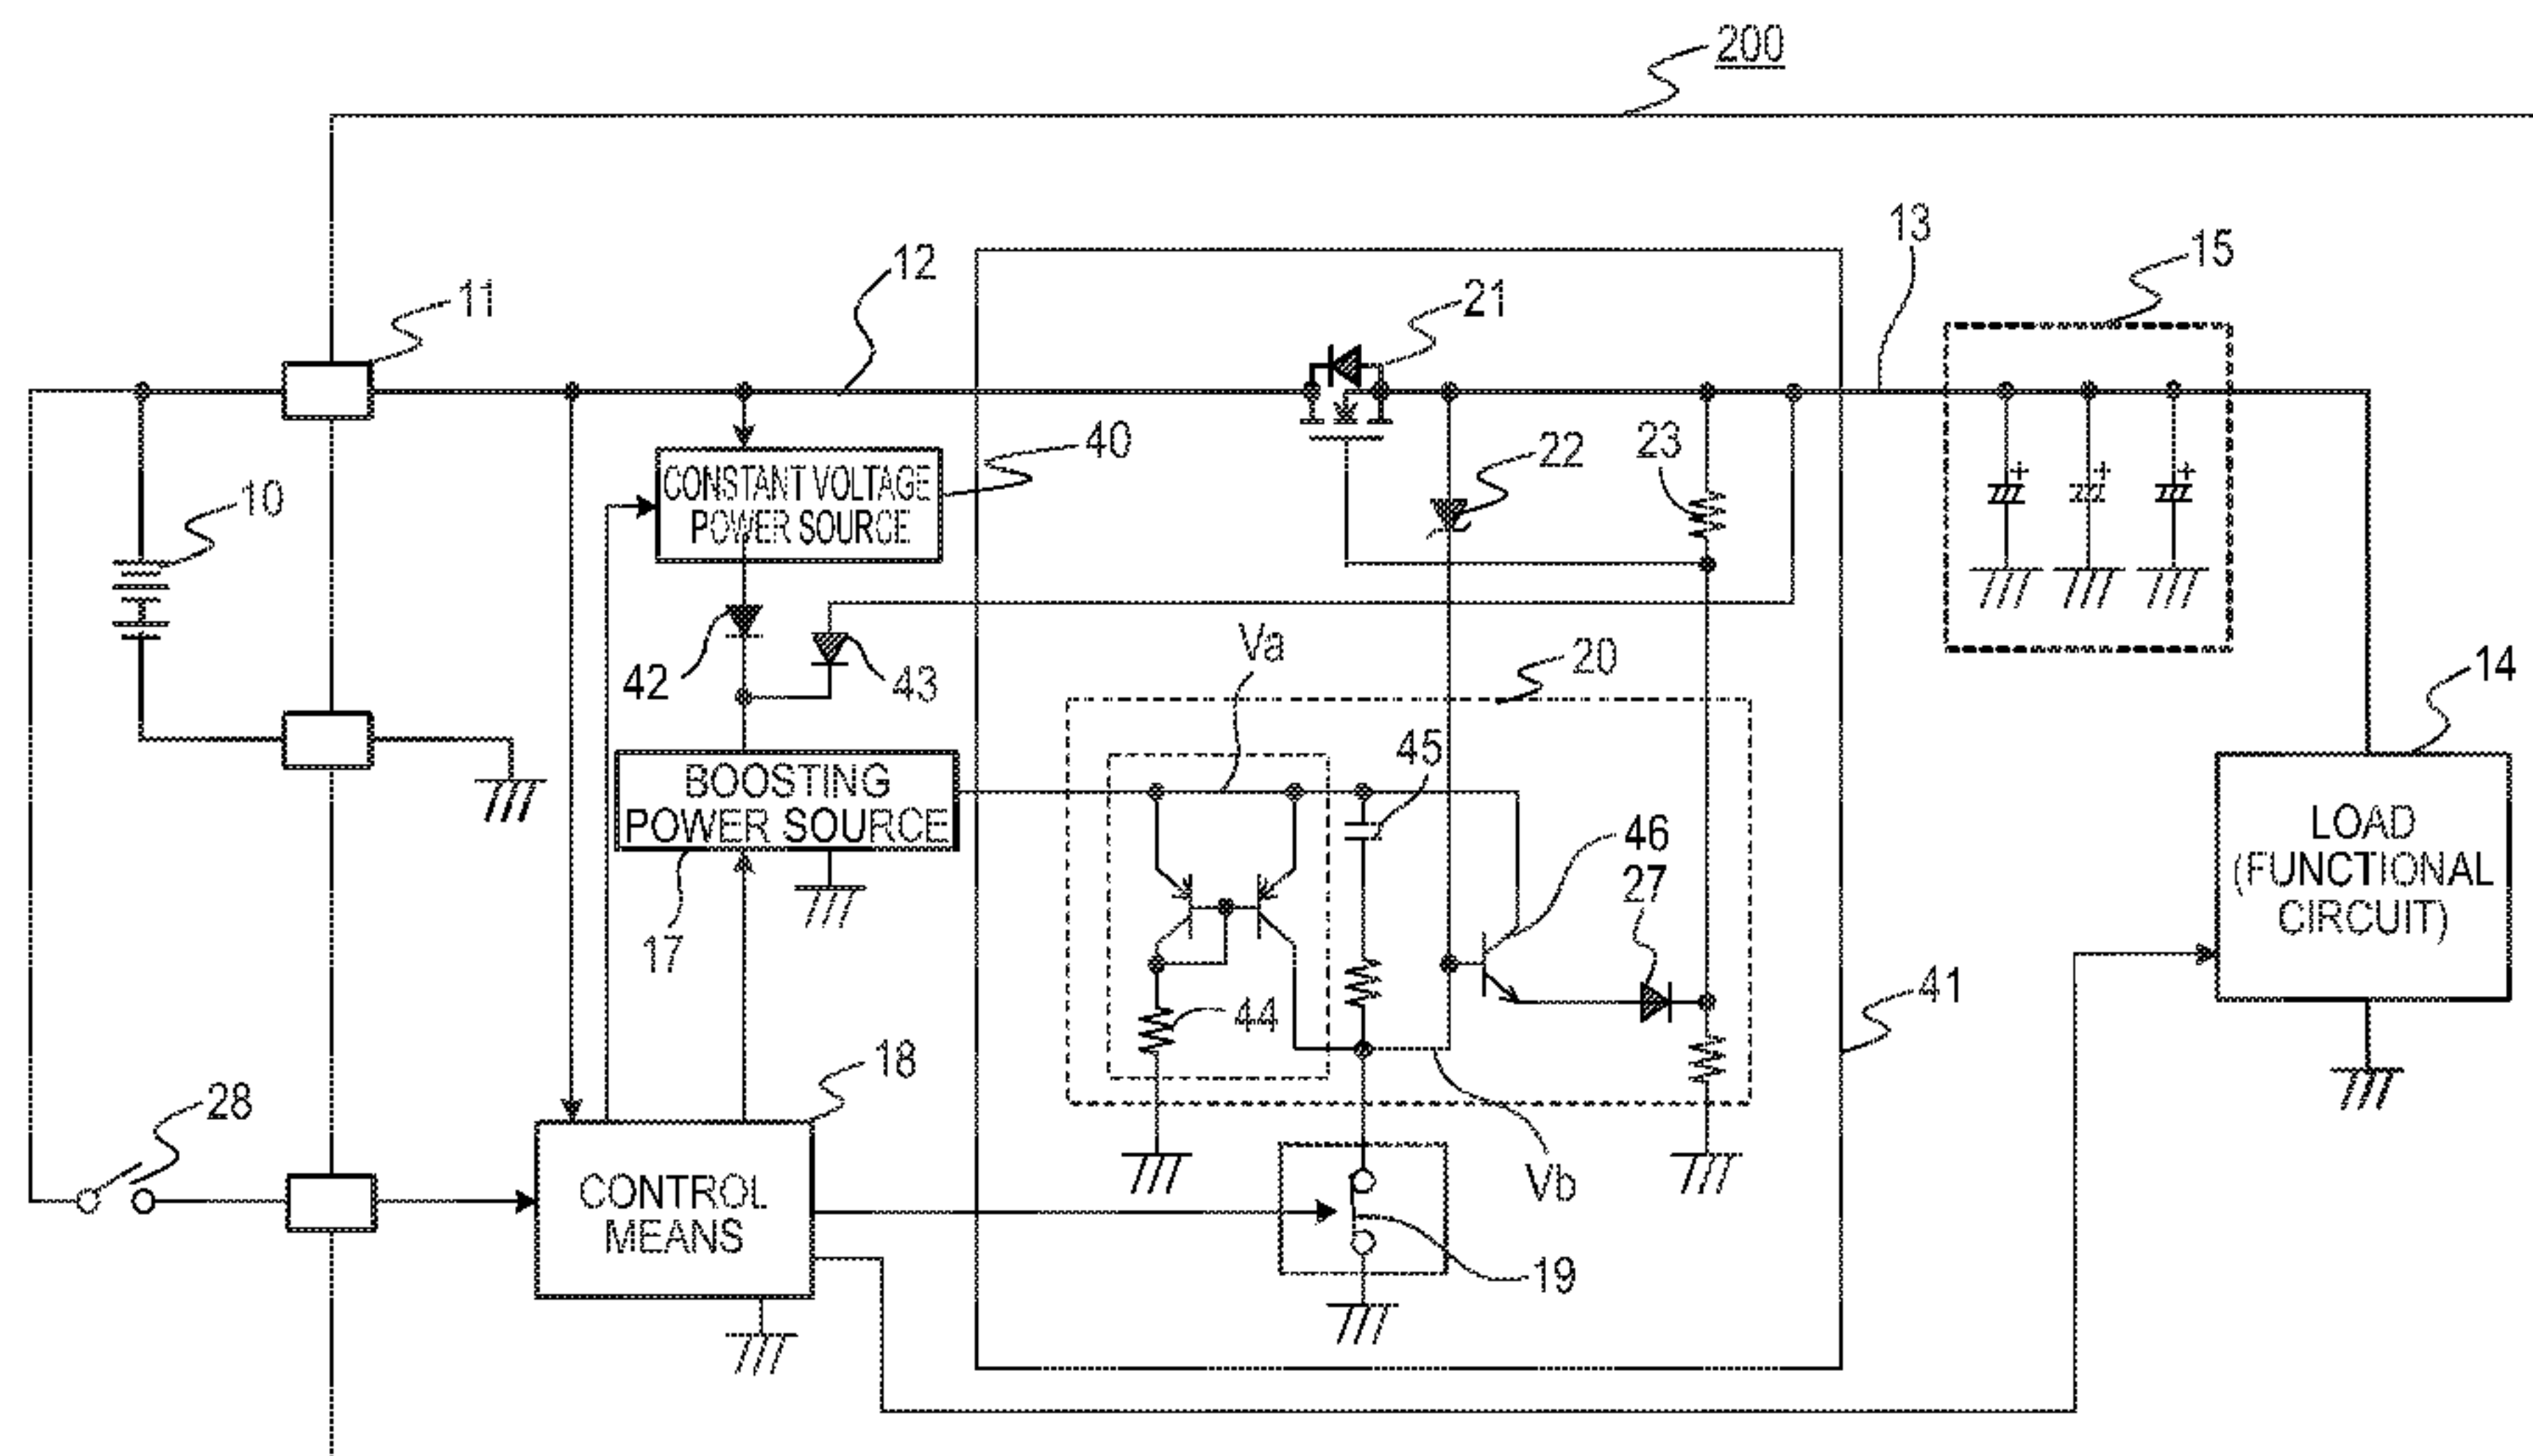 200
13
15
12
11
21
40
CONSTANT VOLTAGE
POWER SOURCE
22
23
10
Va
20
42
43
14
45
BOOSTING
POWER SOURCE
46
27
LOAD
(FUNCTIONAL
CIRCUIT)
17
44
41
18
28
Vb
CONTROL
MEANS
19